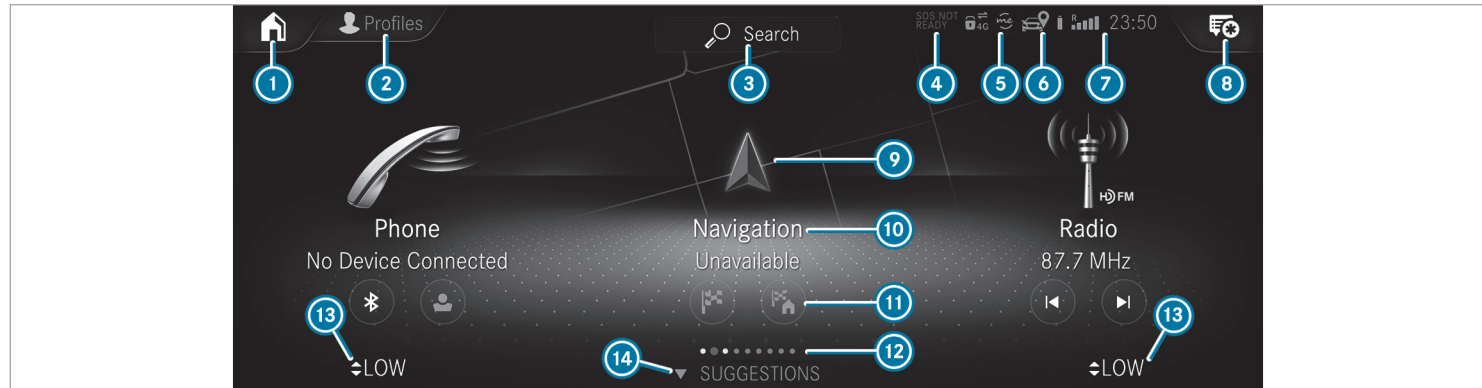 Profiles
Search
SOS NOT
READY
4G
me
R
23:50
1
2
3
4
5
6
7
8
9
HD FM
Phone
Navigation
10
Radio
No Device Connected
Unavailable
87.7 MHz
11
13
13
12
14
LOW
SUGGESTIONS
LOW